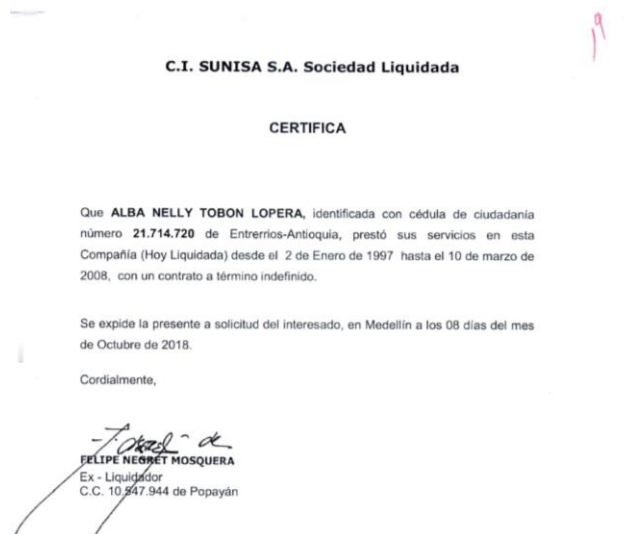 19
C.I. SUNISA S.A. Sociedad Liquidada
CERTIFICA
Que ALBA NELLY TOBON LOPERA, identificada con cédula de ciudadanía
número 21.714.720 de Entrerrios-Antioquia, prestó sus servicios en esta
Compañía (Hoy Liquidada) desde el 2 de Enero de 1997 hasta el 10 de marzo de
2008, con un contrato a término indefinido.
Se expide la presente a solicitud del interesado, en Medellín a los 08 días del mes
de Octubre de 2018.
Cordialmente,
FELIPE NEGRET MOSQUERA
Ex - Liquidador
C.C. 10.547.944 de Popayán